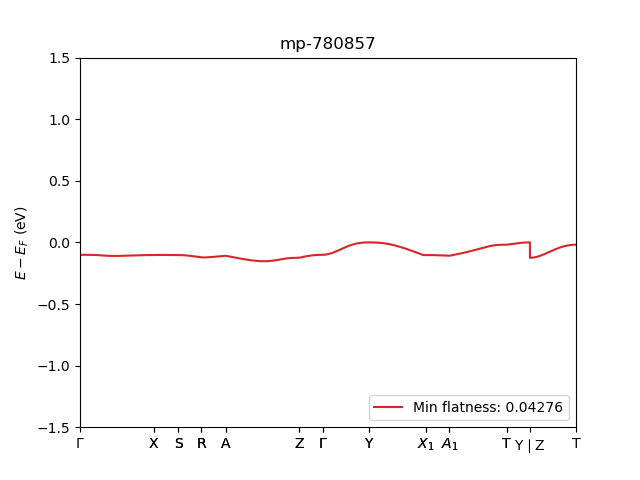 mp-780857
1.5
1.0
0.5
0.0
−0.5
−1.0
−1.5
E − E_F (eV)
Min flatness: 0.04276
Γ X S R A Z Γ Y X₁ A₁ T Y | Z T